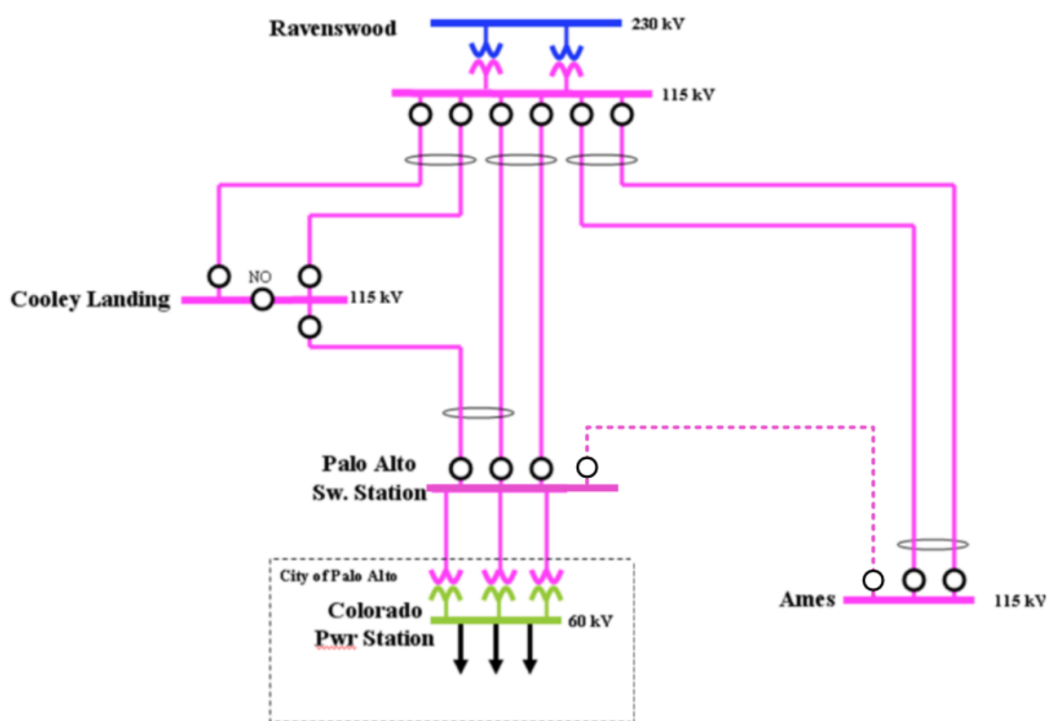 Ravenswood
230 kV
115 kV
NO
Cooley Landing
115 kV
Palo Alto
Sw. Station
City of Palo Alto
Colorado
Pwr Station
60 kV
Ames
115 kV